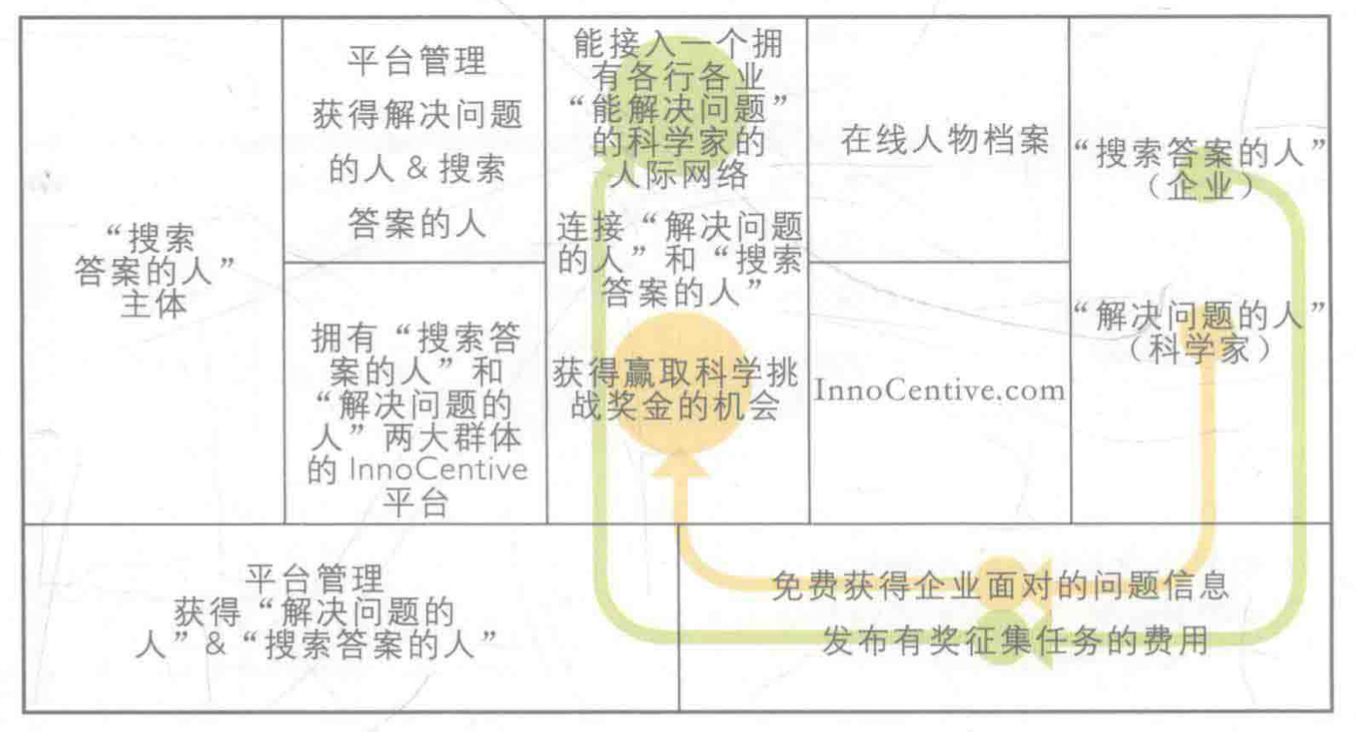 “搜索
答案的人”
主体
平台管理
获得解决问题
的人 & 搜索
答案的人
拥有“搜索答
案的人”和
“解决问题的
人”两大群体
的 InnoCentive
平台
能接入一个拥
有各行各业
“能解决问题”
的科学家的
人际网络
连接“解决问题
的人”和“搜索
答案的人”
获得赢取科学挑
战奖金的机会
在线人物档案
InnoCentive.com
“搜索答案的人”
（企业）
“解决问题的人”
（科学家）
平台管理
获得“解决问题的
人”&“搜索答案的人”
免费获得企业面对的问题信息
发布有奖征集任务的费用